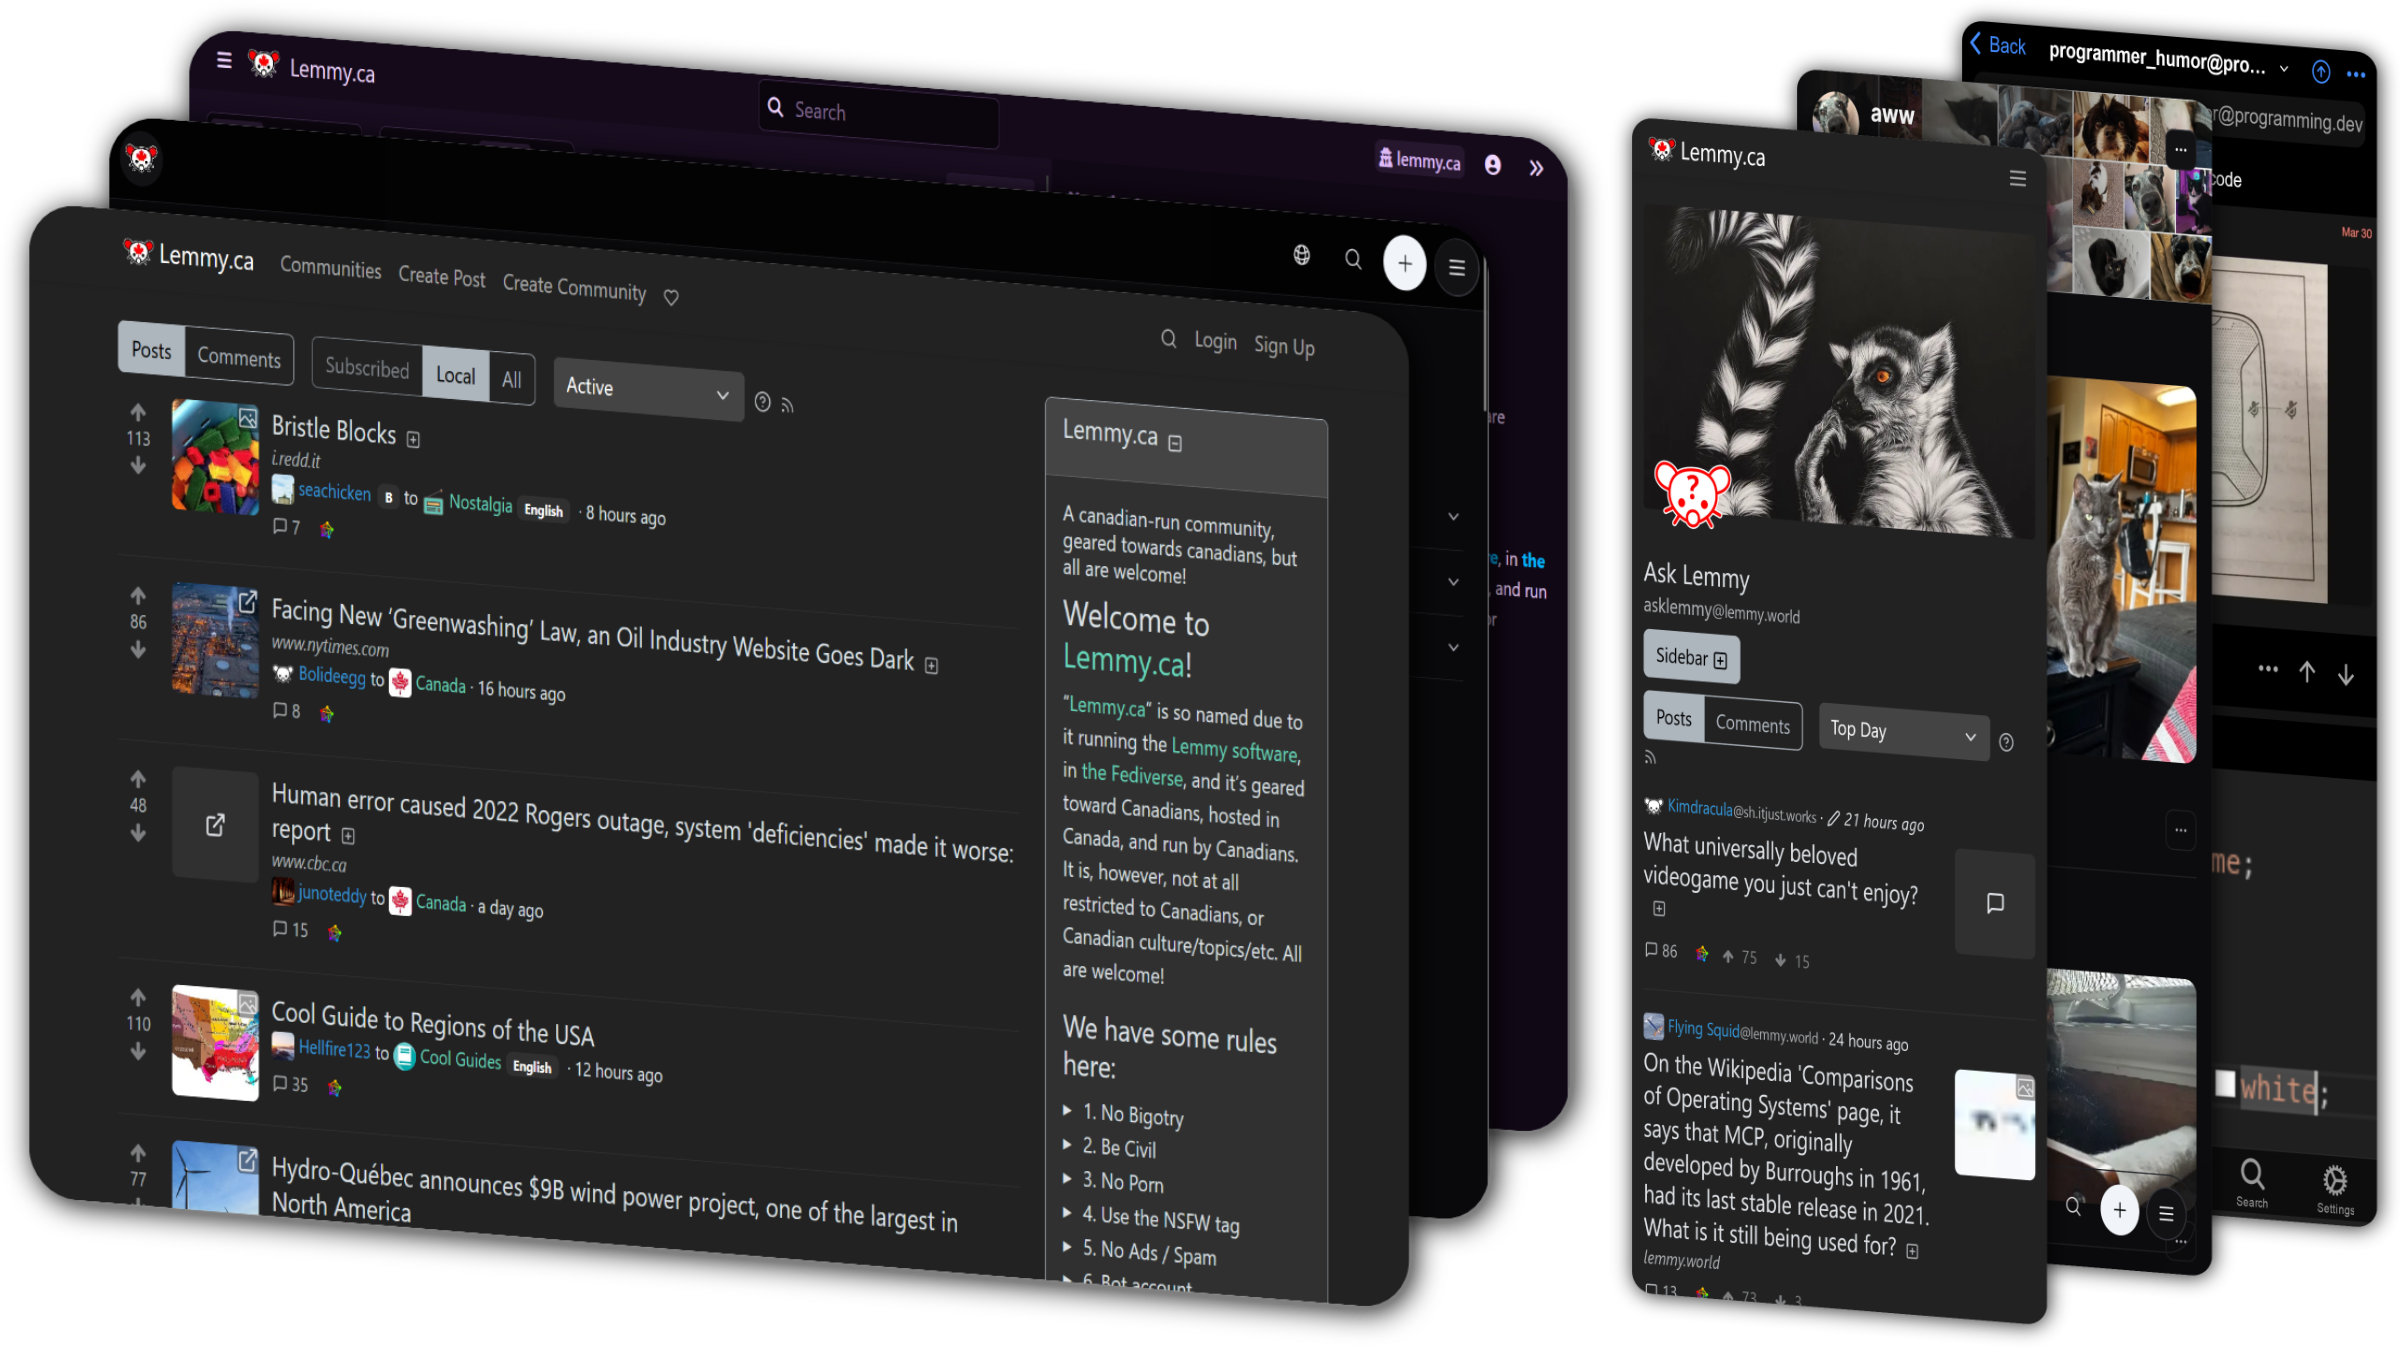 Lemmy.ca
Search
lemmy.ca
Lemmy.ca
Communities
Create Post
Create Community
Login
Sign Up
Posts
Comments
Subscribed
Local
All
Active
113
Bristle Blocks
i.redd.it
seachicken B to Nostalgia English · 8 hours ago
7
86
Facing New ‘Greenwashing’ Law, an Oil Industry Website Goes Dark
www.nytimes.com
Bolideegg to Canada · 16 hours ago
8
48
Human error caused 2022 Rogers outage, system 'deficiencies' made it worse:
report
www.cbc.ca
junoteddy to Canada · a day ago
15
110
Cool Guide to Regions of the USA
Hellfire123 to Cool Guides English · 12 hours ago
35
77
Hydro-Québec announces $9B wind power project, one of the largest in
North America
Lemmy.ca
A canadian-run community,
geared towards canadians, but
all are welcome!
Welcome to
Lemmy.ca!
“Lemmy.ca” is so named due to
it running the Lemmy software,
in the Fediverse, and it’s geared
toward Canadians, hosted in
Canada, and run by Canadians.
It is, however, not at all
restricted to Canadians, or
Canadian culture/topics/etc. All
are welcome!
We have some rules
here:
1. No Bigotry
2. Be Civil
3. No Porn
4. Use the NSFW tag
5. No Ads / Spam
6. Bot account
, in the
, and run
Lemmy.ca
Ask Lemmy
asklemmy@lemmy.world
Sidebar
Posts
Comments
Top Day
Kimdracula@sh.itjust.works · 21 hours ago
What universally beloved
videogame you just can't enjoy?
86
75
15
Flying Squid@lemmy.world · 24 hours ago
On the Wikipedia 'Comparisons
of Operating Systems' page, it
says that MCP, originally
developed by Burroughs in 1961,
had its last stable release in 2021.
What is it still being used for?
lemmy.world
13
73
3
aww
Back
programmer_humor@pro...
r@programming.dev
code
Mar 30
me;
white;
Search
Settings